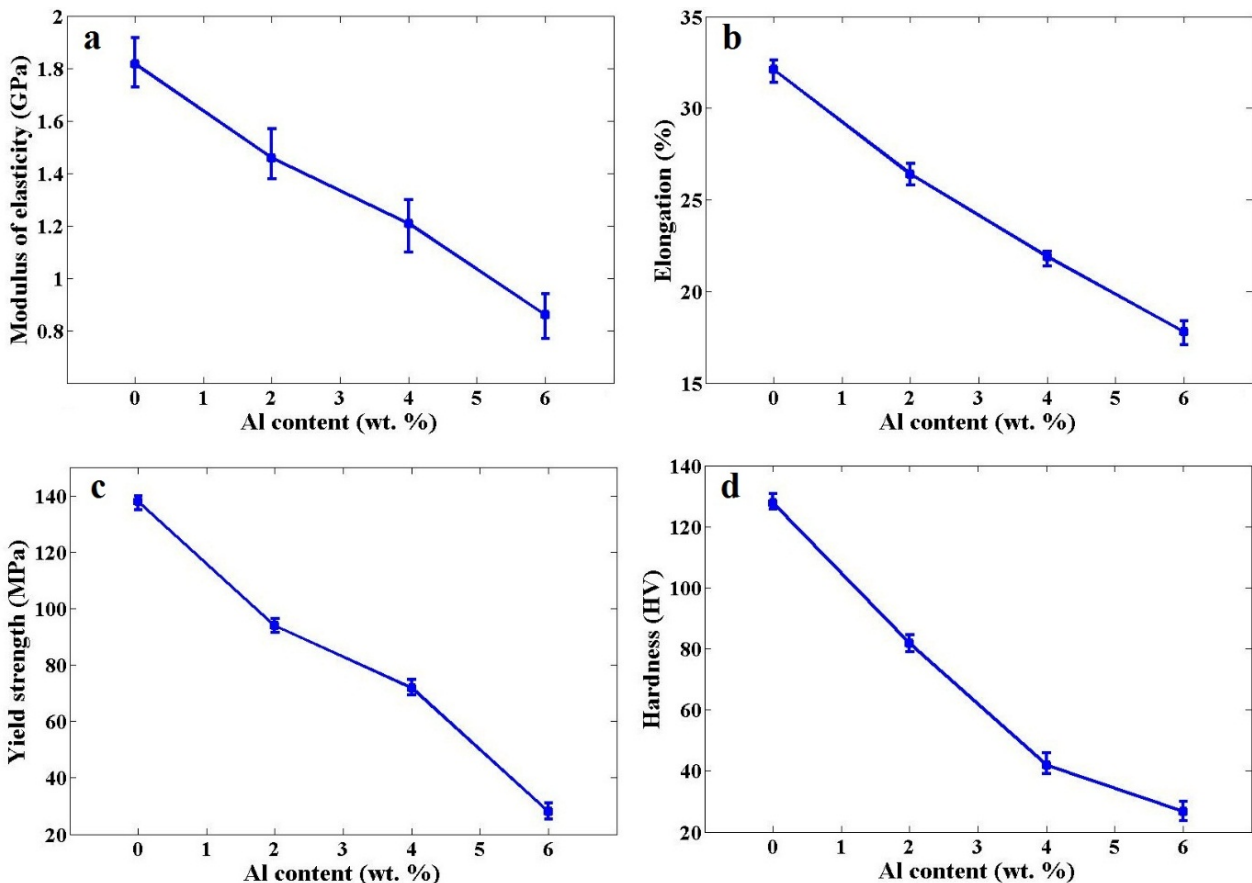 a
Modulus of elasticity (GPa)
2
1.8
1.6
1.4
1.2
1
0.8
0 1 2 3 4 5 6
Al content (wt. %)
b
Elongation (%)
35
33
26
22
15
0 1 2 3 4 5 6
Al content (wt. %)
c
Yield strength (MPa)
140
120
100
80
60
40
20
0 1 2 3 4 5 6
Al content (wt. %)
d
Hardness (HV)
140
120
100
80
60
40
20
0 1 2 3 4 5 6
Al content (wt. %)